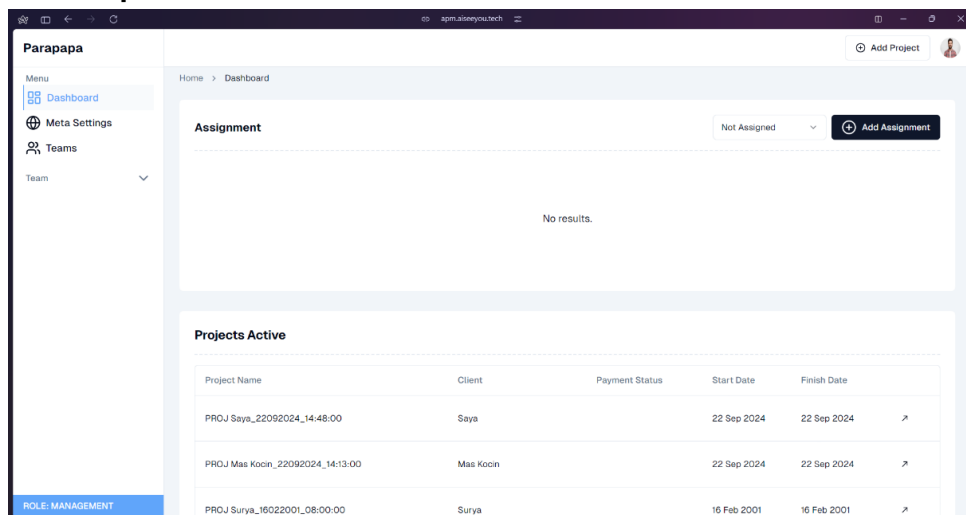 apm.aiseeyou.tech
Parapapa
Add Project
Menu
Dashboard
Meta Settings
Teams
Team
Home > Dashboard
Assignment
Not Assigned
Add Assignment
No results.
Projects Active
Project Name Client Payment Status Start Date Finish Date
PROJ Saya_22092024_14:48:00 Saya 22 Sep 2024 22 Sep 2024
PROJ Mas Kocin_22092024_14:13:00 Mas Kocin 22 Sep 2024 22 Sep 2024
PROJ Surya_16022001_08:00:00 Surya 16 Feb 2001 16 Feb 2001
ROLE: MANAGEMENT